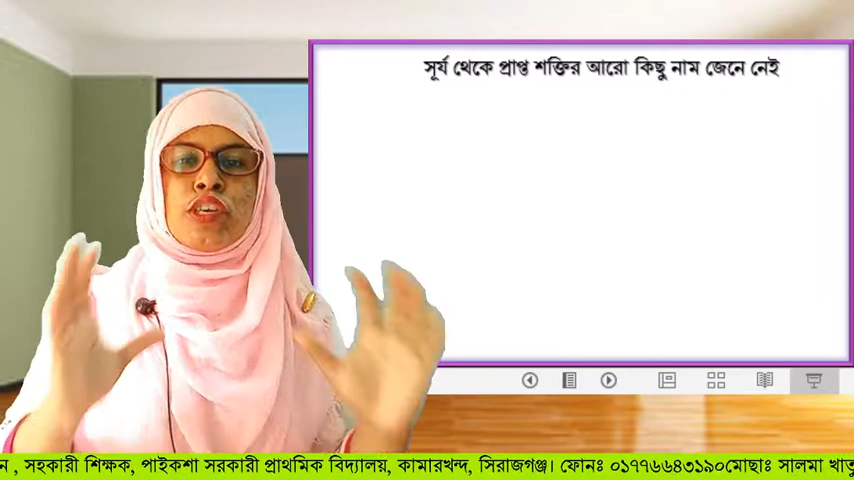 সূর্য থেকে প্রাপ্ত শক্তির আরো কিছু নাম জেনে নেই
সহকারী শিক্ষক, পাইকশা সরকারী প্রাথমিক বিদ্যালয়, কামারখন্দ, সিরাজগঞ্জ। ফোনঃ ০১৭৭৬৬৪৩১৯০মোছাঃ সালমা